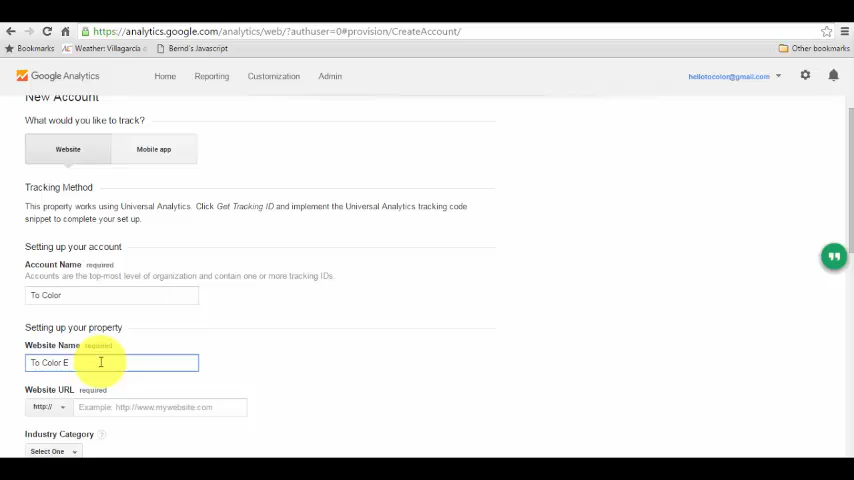 https://analytics.google.com/analytics/web/?authuser=0#provision/CreateAccount/
Bookmarks Weather: Villagarcia d Bernd's Javascript Other bookmarks
Google Analytics Home Reporting Customization Admin hellotocolor@gmail.com
New Account
What would you like to track?
Website Mobile app
Tracking Method
This property works using Universal Analytics. Click Get Tracking ID and implement the Universal Analytics tracking code
snippet to complete your set up.
Setting up your account
Account Name required
Accounts are the top-most level of organization and contain one or more tracking IDs.
To Color
Setting up your property
Website Name required
To Color E
Website URL required
http:// Example: http://www.mywebsite.com
Industry Category ?
Select One